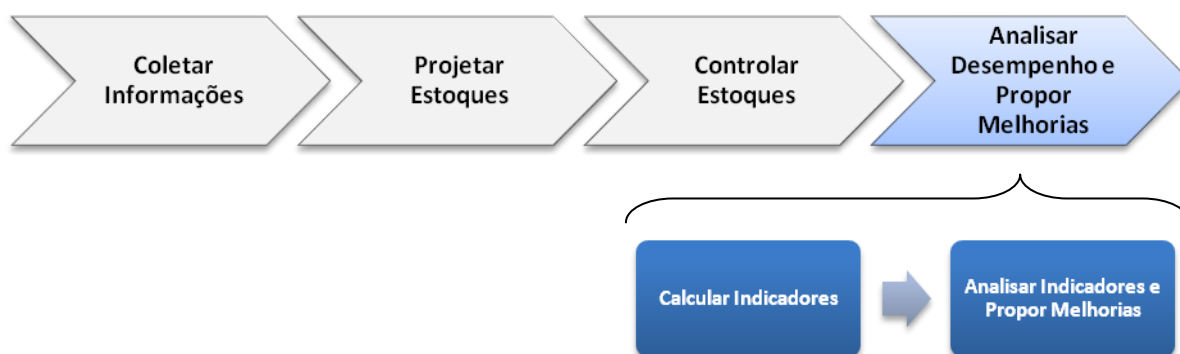 Coletar
Informações
Projetar
Estoques
Controlar
Estoques
Analisar
Desempenho e
Propor
Melhorias
Calcular Indicadores
Analisar Indicadores e
Propor Melhorias